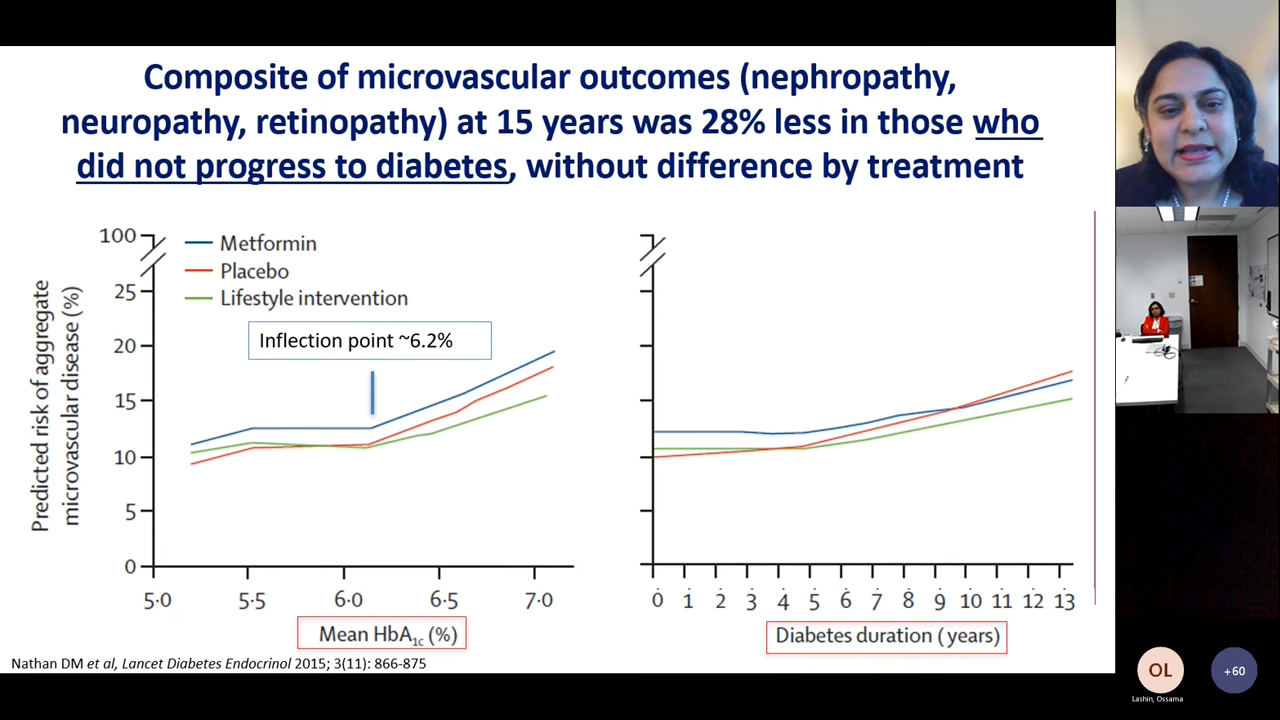 Composite of microvascular outcomes (nephropathy,
neuropathy, retinopathy) at 15 years was 28% less in those who
did not progress to diabetes, without difference by treatment
Predicted risk of aggregate
microvascular disease (%)
100
25
20
15
10
5
0
Metformin
Placebo
Lifestyle intervention
Inflection point ~6.2%
5·0 5·5 6·0 6·5 7·0
Mean HbA1c (%)
0 1 2 3 4 5 6 7 8 9 10 11 12 13
Diabetes duration (years)
Nathan DM et al, Lancet Diabetes Endocrinol 2015; 3(11): 866-875
OL
+60
Lashin, Ossama